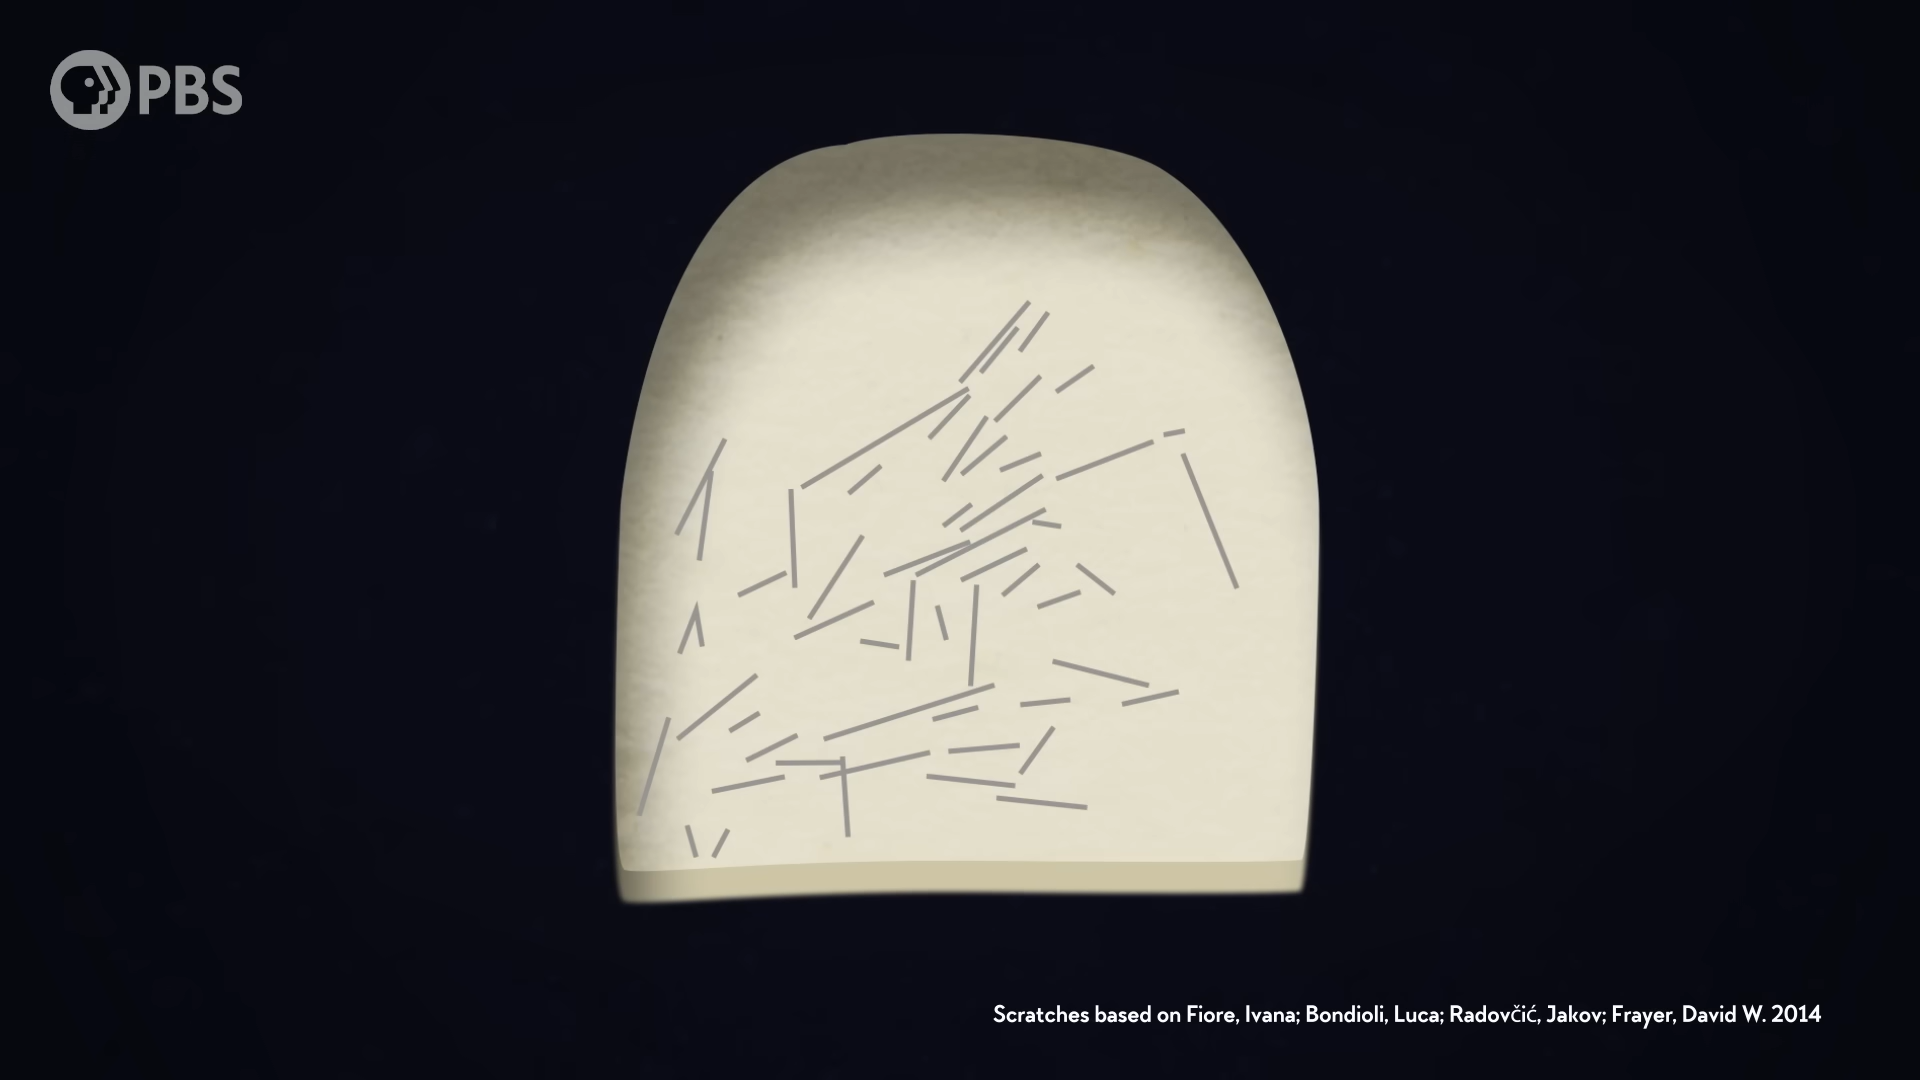 PBS
Scratches based on Fiore, Ivana; Bondioli, Luca; Radovčić, Jakov; Frayer, David W. 2014